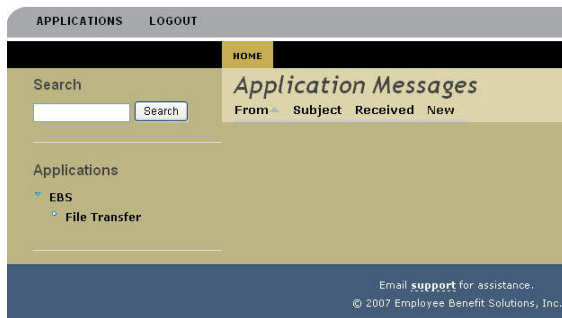 APPLICATIONS LOGOUT
HOME
Search
Search
Application Messages
From Subject Received New
Applications
EBS
File Transfer
Email support for assistance.
© 2007 Employee Benefit Solutions, Inc.